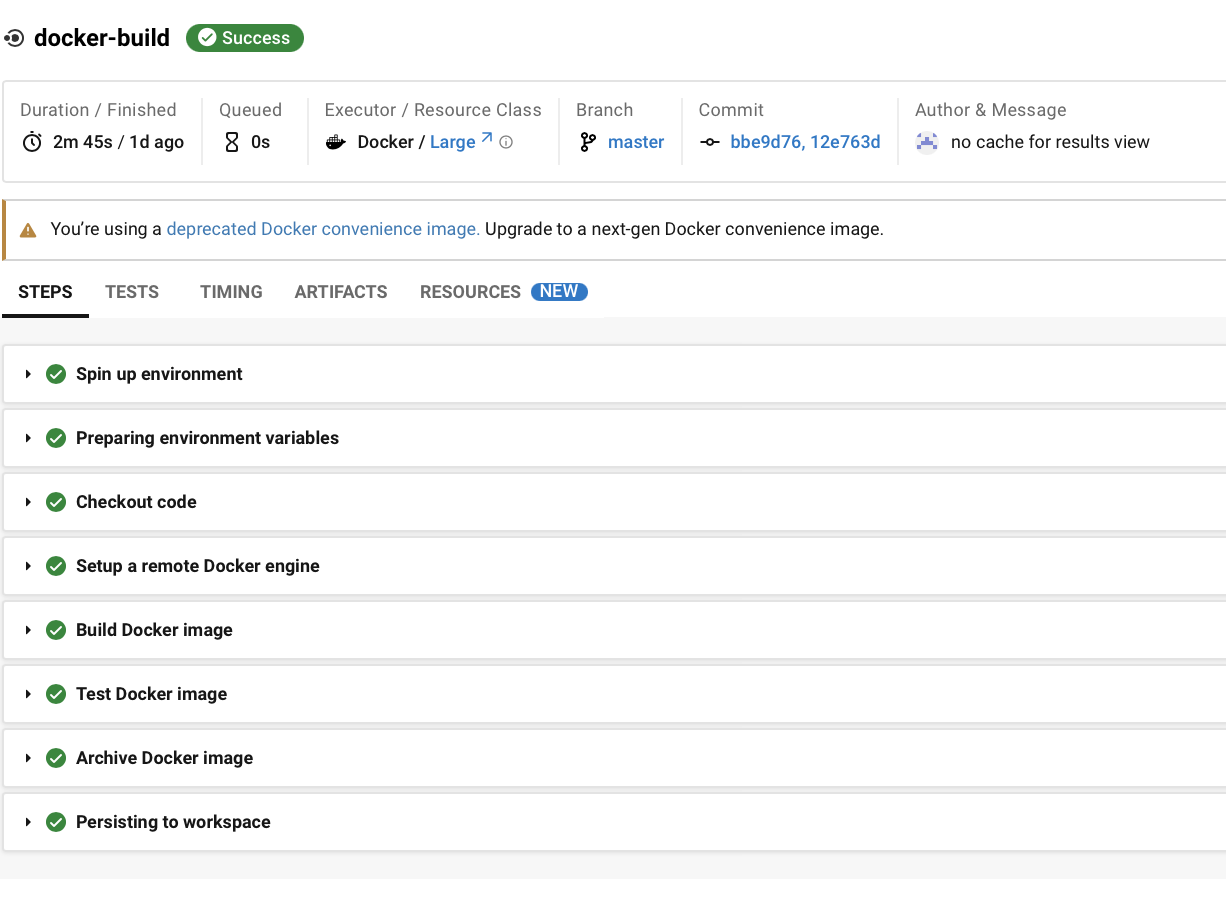 docker-build Success
Duration / Finished Queued Executor / Resource Class Branch Commit Author & Message
2m 45s / 1d ago 0s Docker / Large master bbe9d76, 12e763d no cache for results view
You’re using a deprecated Docker convenience image. Upgrade to a next-gen Docker convenience image.
STEPS TESTS TIMING ARTIFACTS RESOURCES NEW
Spin up environment
Preparing environment variables
Checkout code
Setup a remote Docker engine
Build Docker image
Test Docker image
Archive Docker image
Persisting to workspace